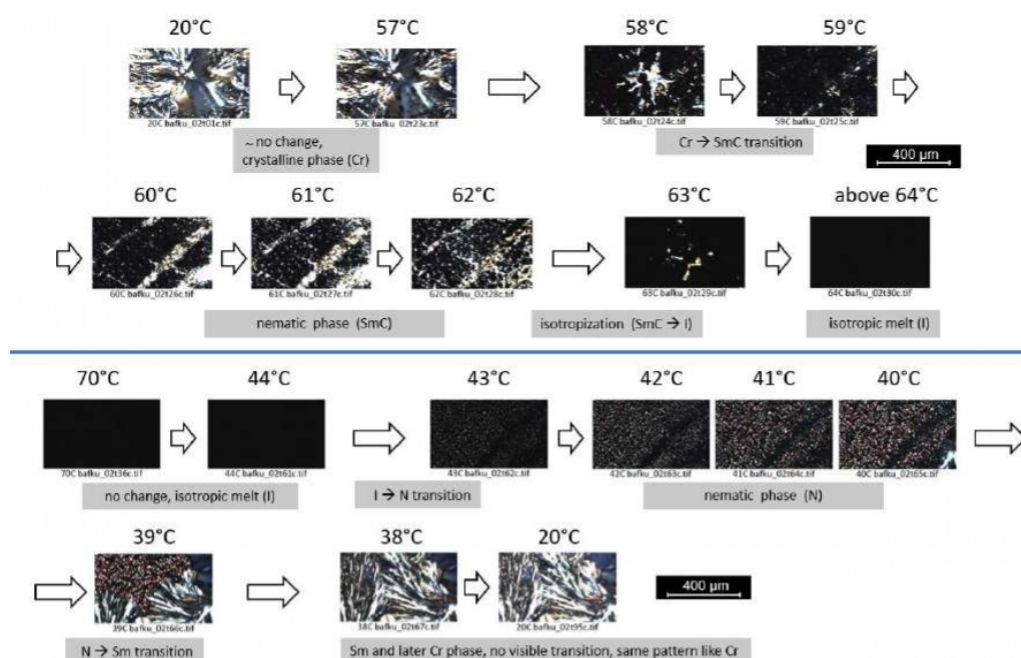 20°C 57°C 58°C 59°C
20C bafku_02t01c.tif 57C bafku_02t23c.tif 58C bafku_02t24c.tif 59C bafku_02t25c.tif
~ no change,
crystalline phase (Cr)
Cr → SmC transition
400 µm
60°C 61°C 62°C 63°C above 64°C
60C bafku_02t26c.tif 61C bafku_02t27c.tif 62C bafku_02t28c.tif 63C bafku_02t29c.tif 64C bafku_02t30c.tif
nematic phase (SmC) isotropization (SmC → I) isotropic melt (I)
70°C 44°C 43°C 42°C 41°C 40°C
70C bafku_02t36c.tif 44C bafku_02t61c.tif 43C bafku_02t62c.tif 42C bafku_02t63c.tif 41C bafku_02t64c.tif 40C bafku_02t65c.tif
no change, isotropic melt (I) I → N transition nematic phase (N)
39°C 38°C 20°C
400 µm
39C bafku_02t66c.tif 38C bafku_02t67c.tif 20C bafku_02t95c.tif
N → Sm transition Sm and later Cr phase, no visible transition, same pattern like Cr